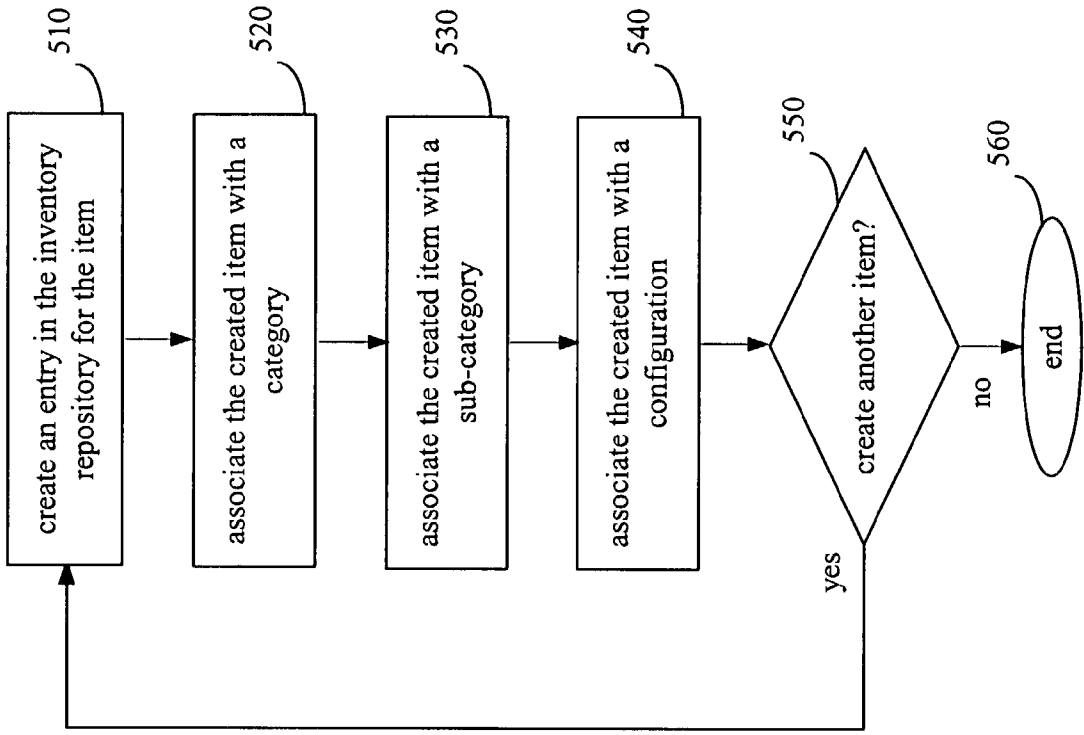 create an entry in the inventory
repository for the item
510
associate the created item with a
category
520
associate the created item with a
sub-category
530
associate the created item with a
configuration
540
create another item?
550
yes
no
end
560